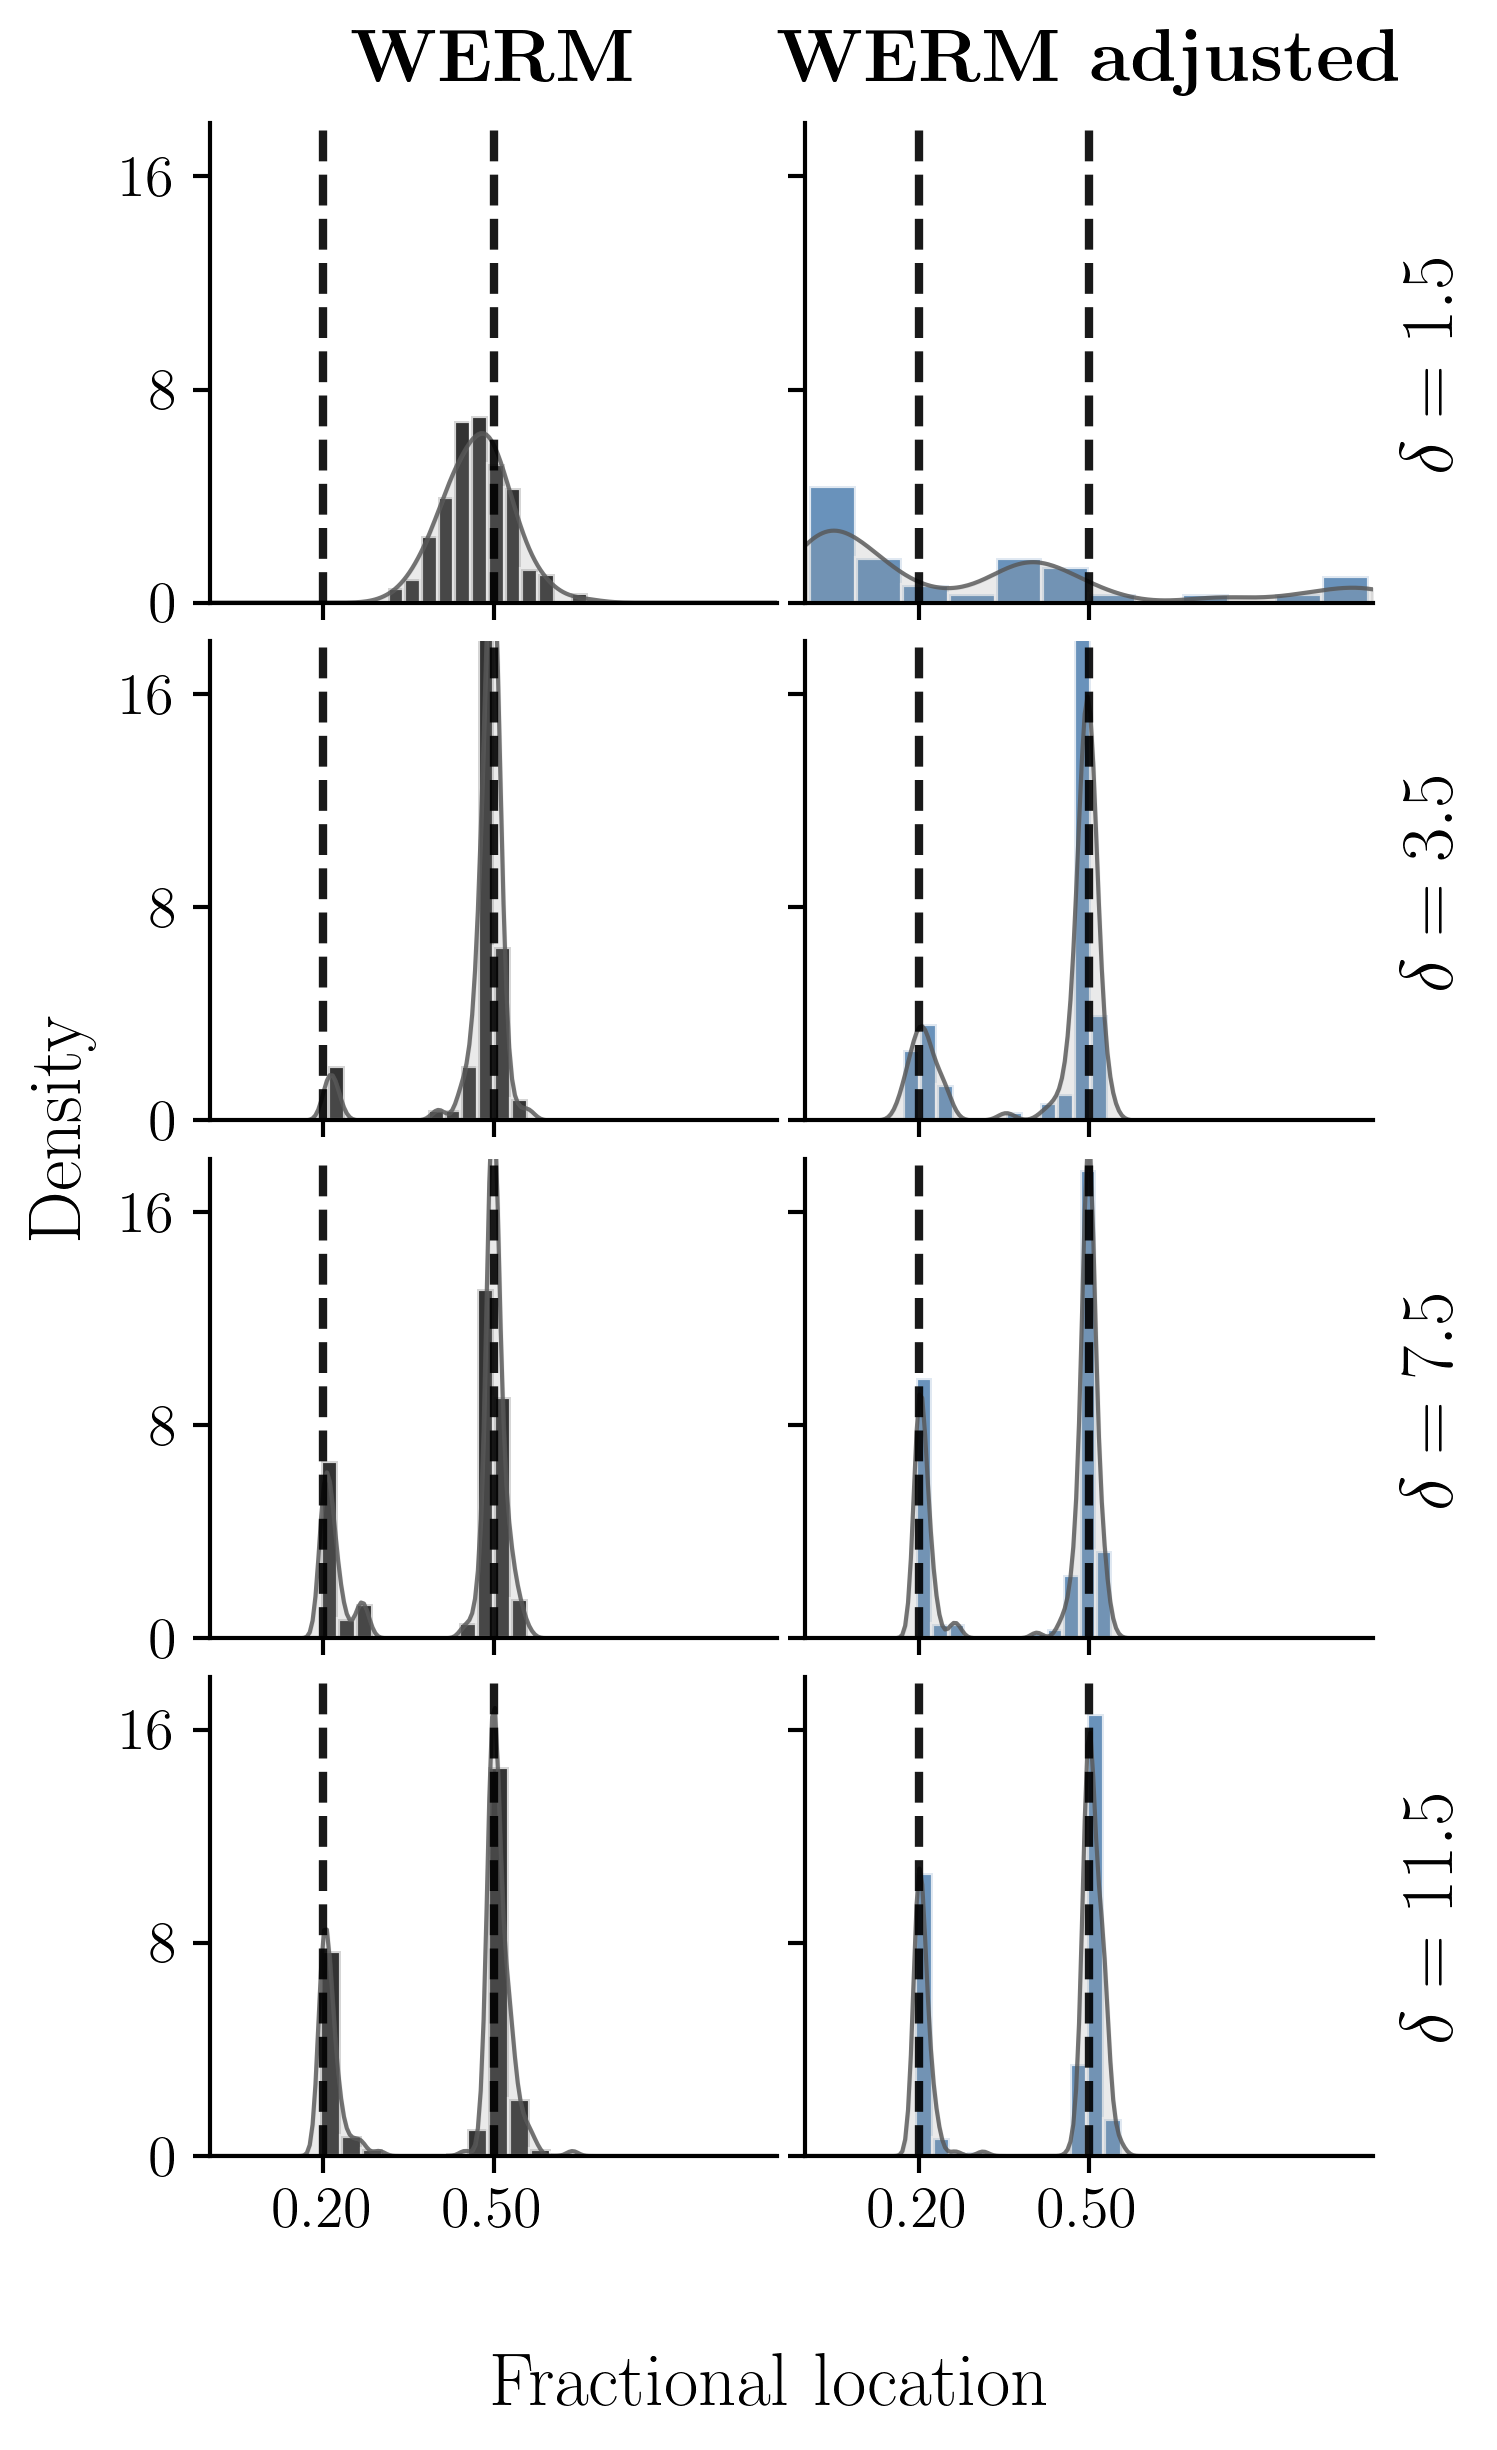 WERM WERM adjusted
16
8
0
δ = 1.5
16
8
0
δ = 3.5
Density
16
8
0
δ = 7.5
16
8
0
δ = 11.5
0.20 0.50 0.20 0.50
Fractional location